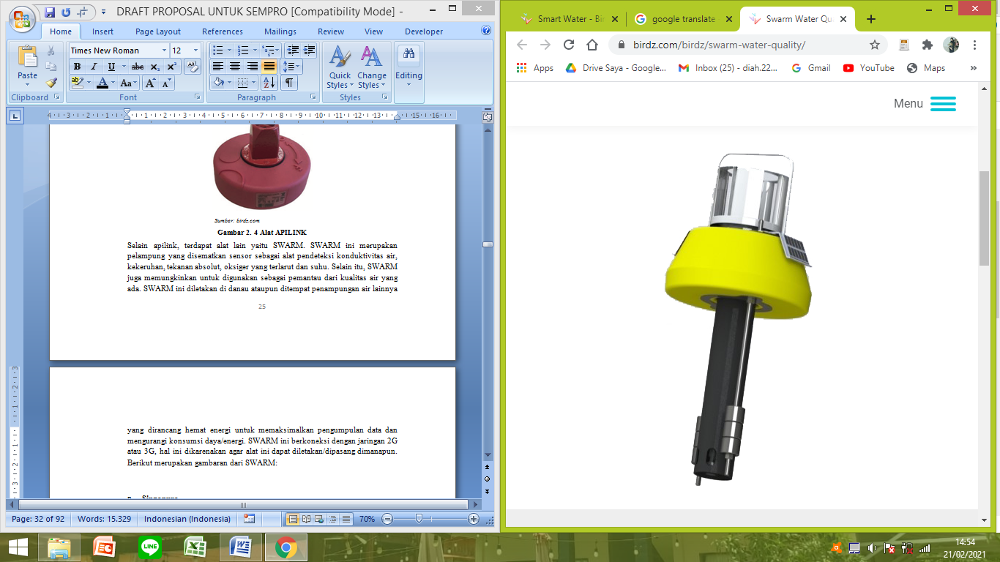 DRAFT PROPOSAL UNTUK SEMPRO [Compatibility Mode] -
Home Insert Page Layout References Mailings Review View Developer
Times New Roman 12
Paste
Quick Styles
Change Styles
Editing
Clipboard Font Paragraph Styles
Sumber: birdz.com
Gambar 2. 4 Alat APILINK
Selain apilink, terdapat alat lain yaitu SWARM. SWARM ini merupakan
pelampung yang disematkan sensor sebagai alat pendeteksi konduktivitas air,
kekeruhan, tekanan absolut, oksiger yang terlarut dan suhu. Selain itu, SWARM
juga memungkinkan untuk digunakan sebagai pemantau dari kualitas air yang
ada. SWARM ini diletakan di danau ataupun ditempat penampungan air lainnya
25
yang dirancang hemat energi untuk memaksimalkan pengumpulan data dan
mengurangi konsumsi daya/energi. SWARM ini berkoneksi dengan jaringan 2G
atau 3G, hal ini dikarenakan agar alat ini dapat diletakan/dipasang dimanapun.
Berikut merupakan gambaran dari SWARM:
Page: 32 of 92 Words: 15.329 Indonesian (Indonesia) 70%
Smart Water - Bir google translate Swarm Water Qu
birdz.com/birdz/swarm-water-quality/
Apps Drive Saya - Google... Inbox (25) - diah.22... Gmail YouTube Maps »
Menu
14:54
21/02/2021